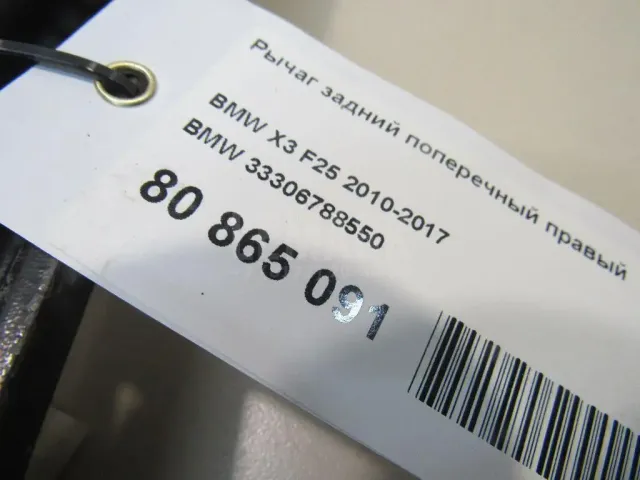 Рычаг задний поперечный правый
BMW X3 F25 2010-2017
BMW 33306788550
80 865 091